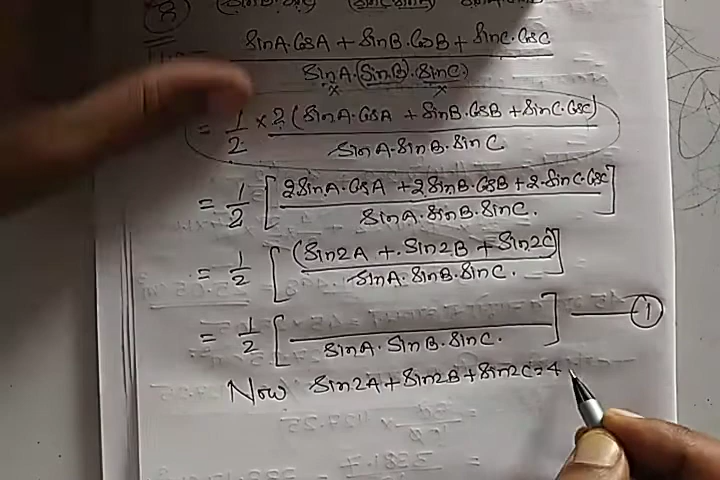 SinA.CosA + SinB.CosB + SinC.CosC
SinA.(SinB).SinC.
= 1/2 × 2(SinA.CosA + SinB.CosB + SinC.CosC)
SinA.SinB.SinC
= 1/2 [2SinA.CosA + 2SinB.CosB + 2.SinC.CosC]
SinA.SinB.SinC.
= 1/2 [(Sin2A + Sin2B + Sin2C)]
SinA.SinB.SinC.
= 1/2 [ ] 1
SinA. SinB.SinC.
Now Sin2A + Sin2B + Sin2C = 4